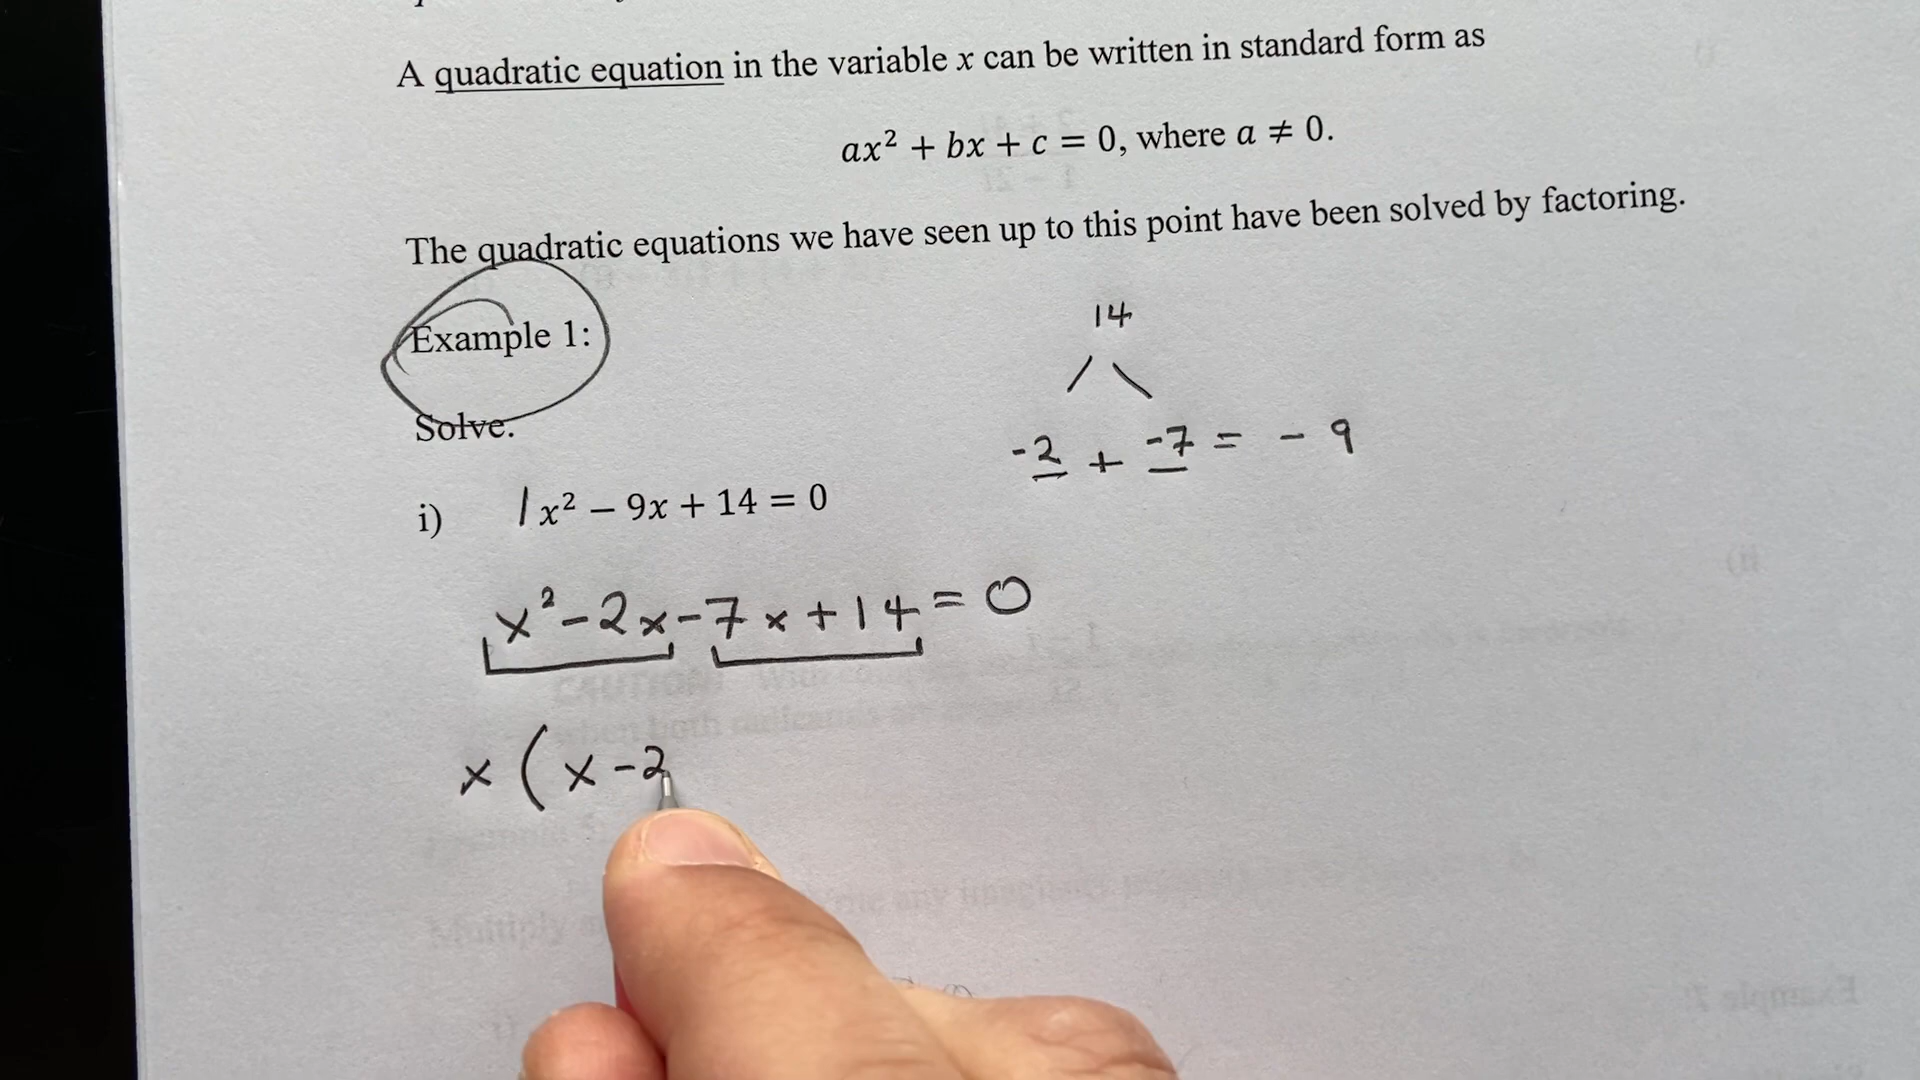 A quadratic equation in the variable x can be written in standard form as
ax² + bx + c = 0, where a ≠ 0.
The quadratic equations we have seen up to this point have been solved by factoring.
14
Example 1:
Solve.
-2 + -7 = - 9
i) 1x² − 9x + 14 = 0
x² - 2x - 7x + 14 = 0
x ( x - 2